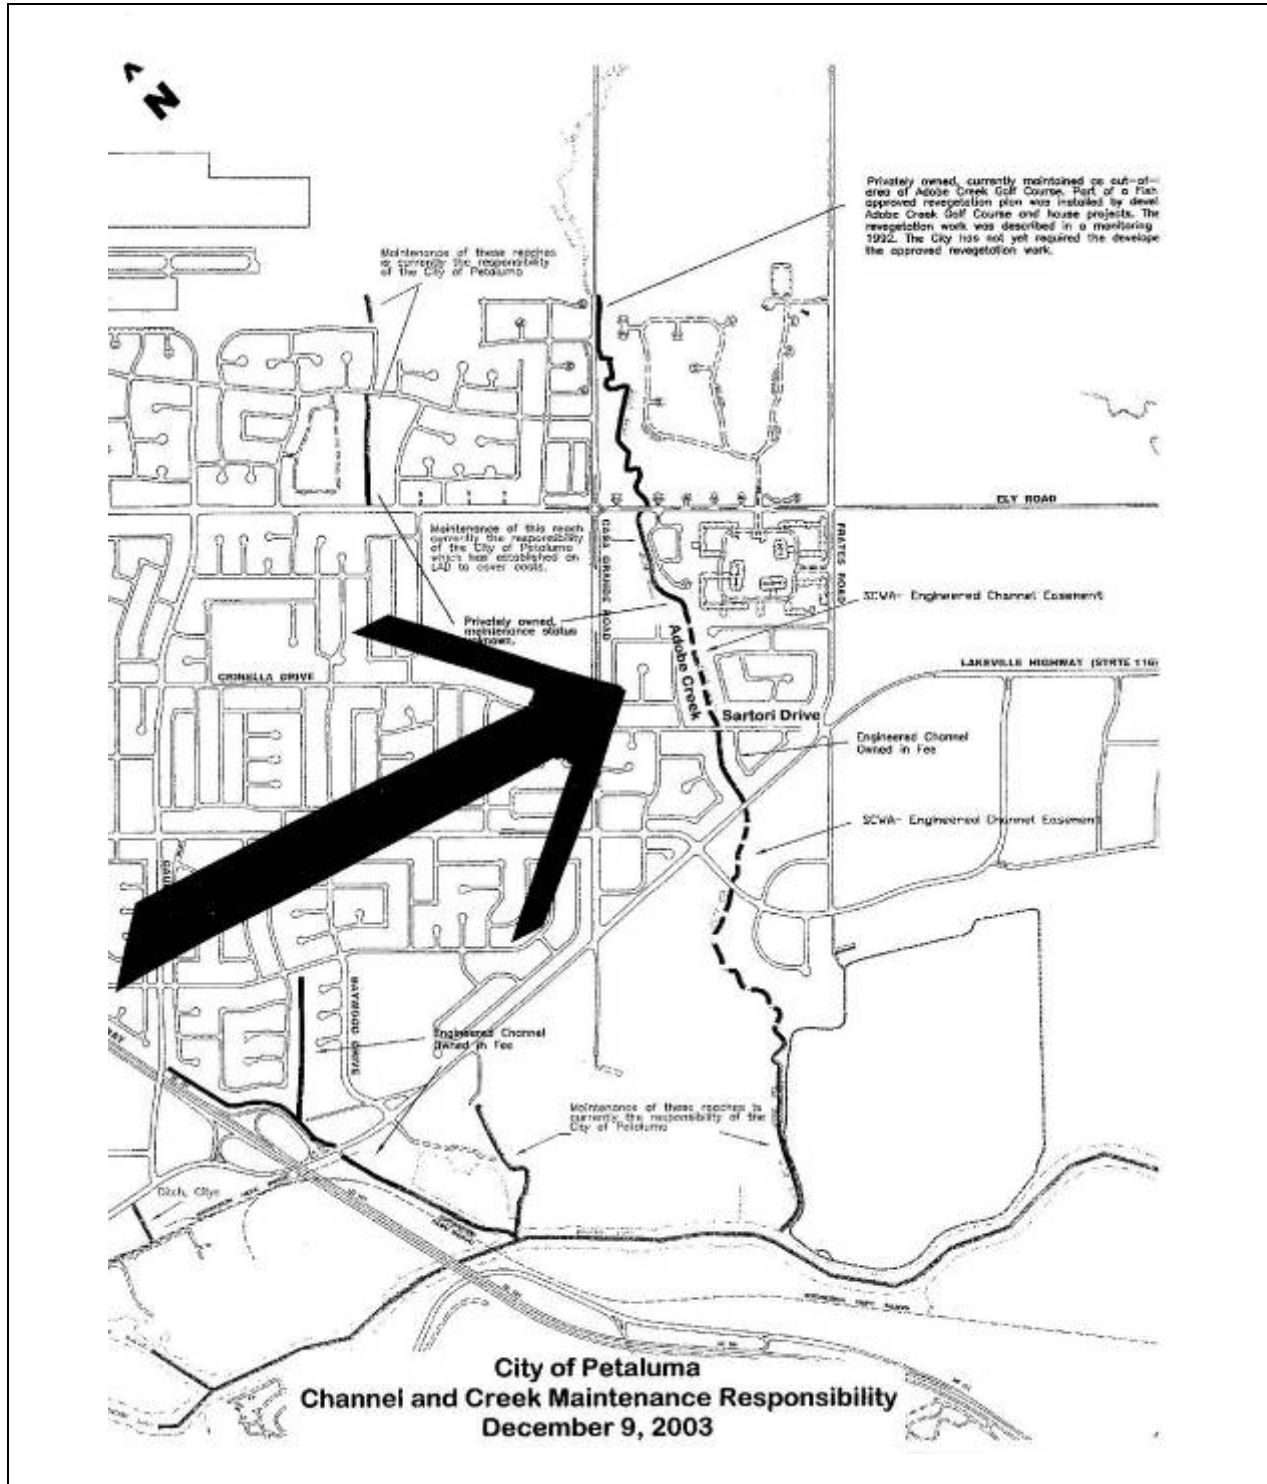 N
Privately owned, currently maintained as out-of-
area of Adobe Creek Golf Course. Part of a Fish
approved revegetation plan was installed by devel
Adobe Creek Golf Course and house projects. The
revegetation work was described in a monitoring
1992. The City has not yet required the develope
the approved revegetation work.
Maintenance of these reaches
is currently the responsibility
of the City of Petaluma
ELY ROAD
Maintenance of this reach
currently the responsibility
of the City of Petaluma
which has established an
LAD to cover costs.
CASA GRANDE ROAD
FRATES ROAD
SCWA- Engineered Channel Easement
Privately owned,
maintenance status
unknown.
Adobe Creek
LAKEVILLE HIGHWAY (STRTE 116)
CRINELLA DRIVE
Sartori Drive
Engineered Channel
Owned in Fee
SCWA- Engineered Channel Easement
BAYWOOD DRIVE
Engineered Channel
Owned in Fee
Maintenance of these reaches is
currently the responsibility of the
City of Petaluma
Ditch, City
City of Petaluma
Channel and Creek Maintenance Responsibility
December 9, 2003